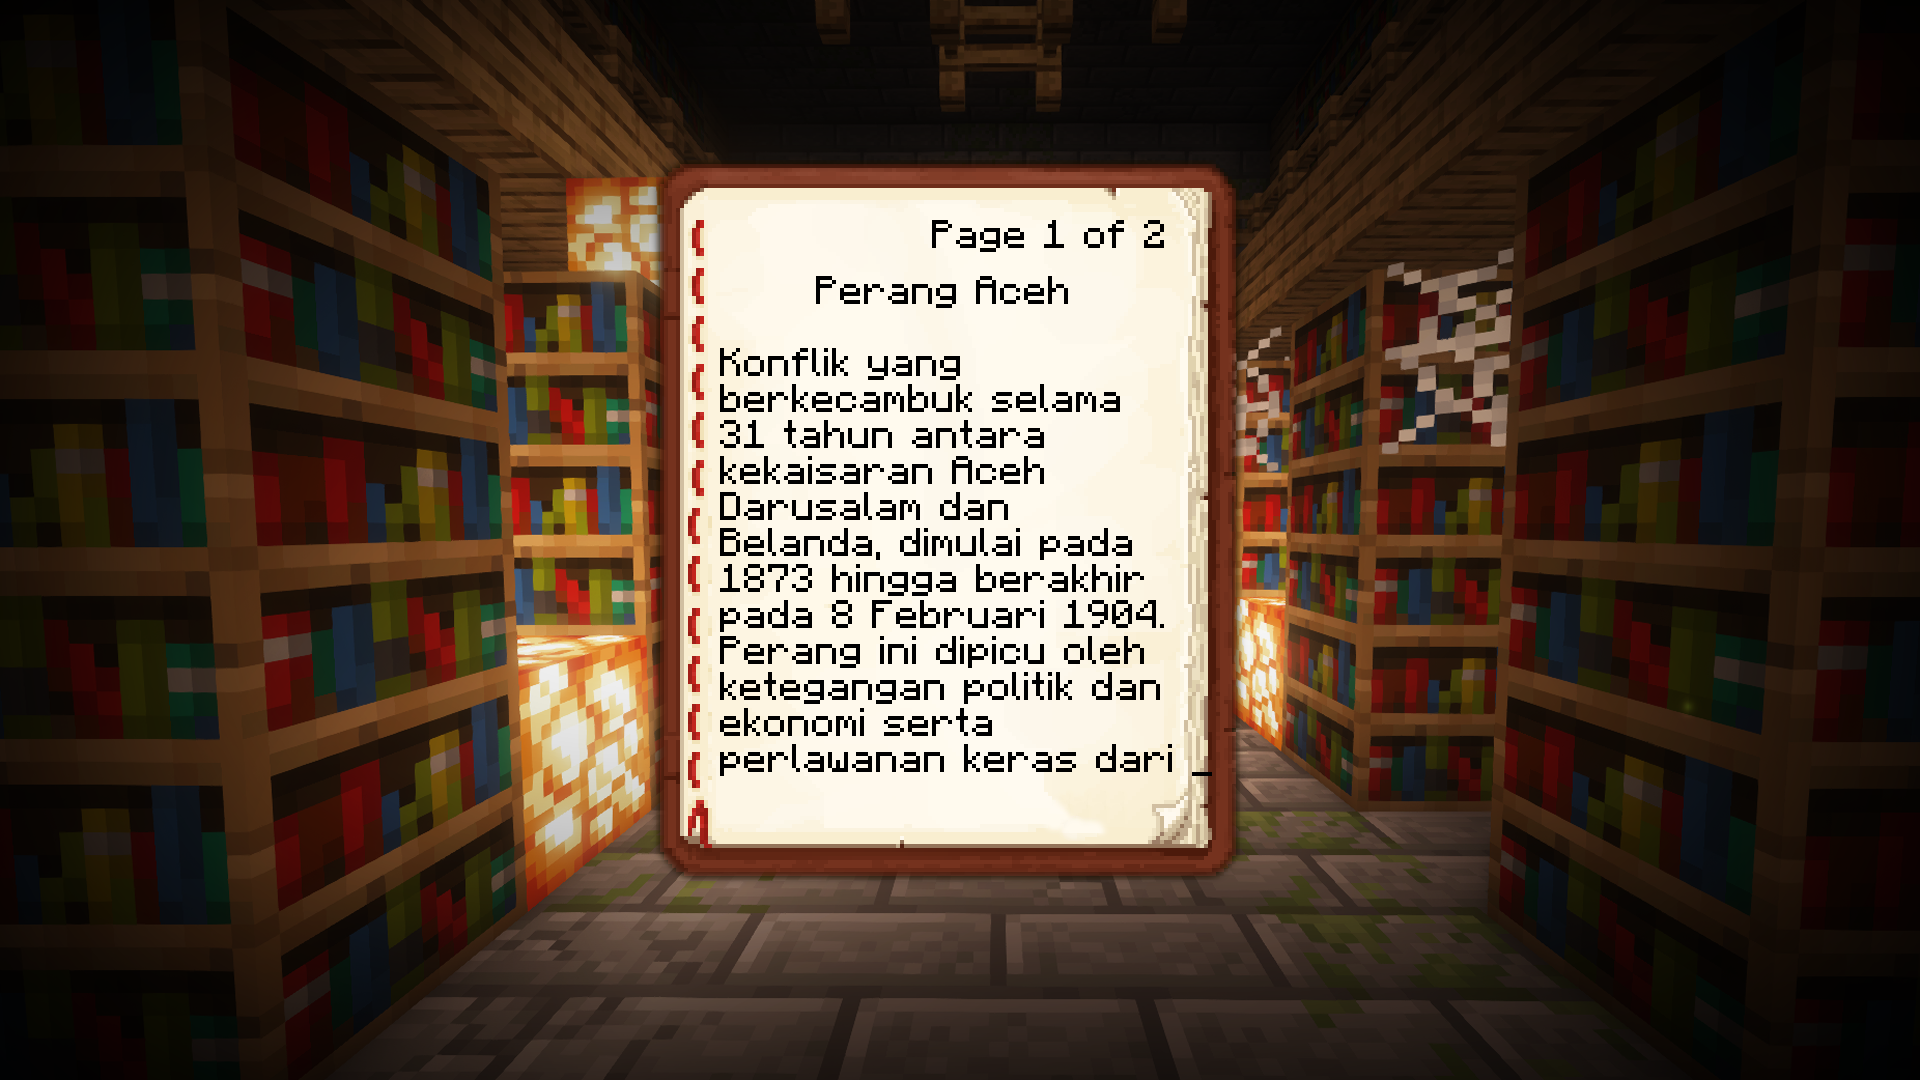 Page 1 of 2
Perang Aceh
Konflik yang
berkecambuk selama
31 tahun antara
kekaisaran Aceh
Darusalam dan
Belanda, dimulai pada
1873 hingga berakhir
pada 8 Februari 1904.
Perang ini dipicu oleh
ketegangan politik dan
ekonomi serta
perlawanan keras dari _